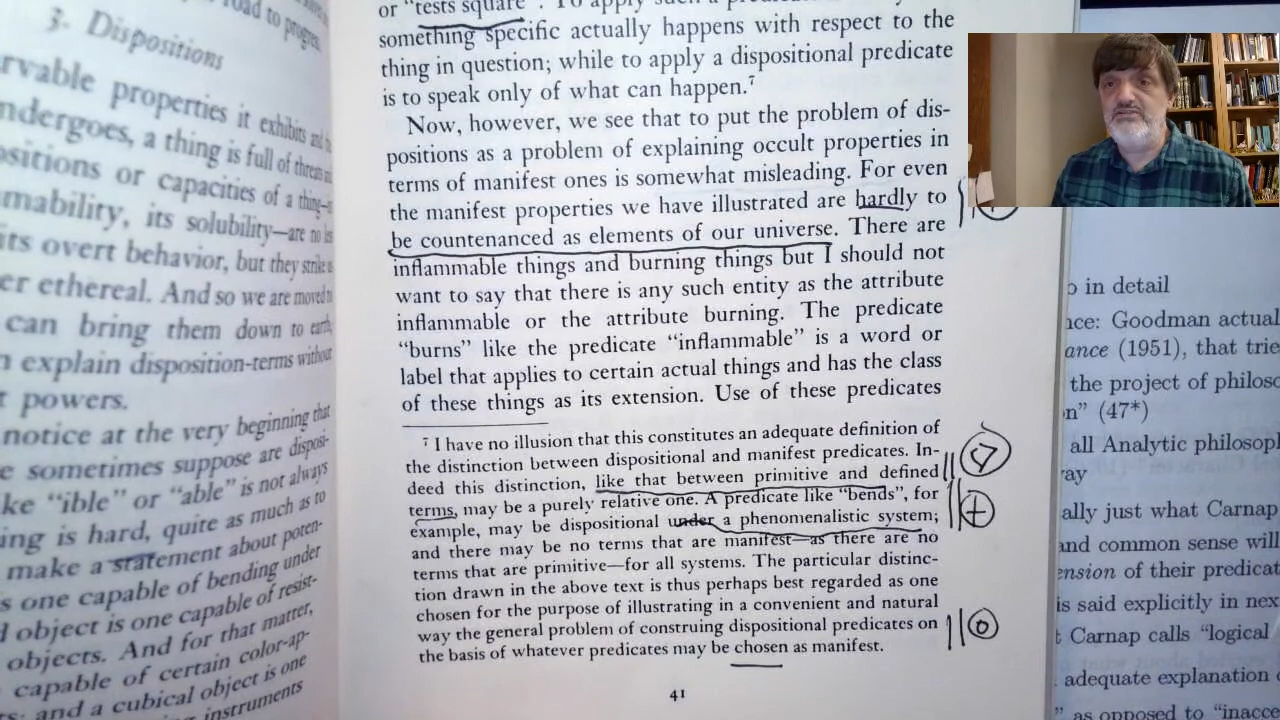 3. Dispositions
rvable properties it exhibits and
ndergoes, a thing is full of threats
ositions or capacities of a thing—
mability, its solubility—are no
its overt behavior, but they strike
er ethereal. And so we are moved
can bring them down to earth,
explain disposition-terms without
t powers.
notice at the very beginning that
e sometimes suppose are disposi-
ke “ible” or “able” is not always
ing is hard, quite as much as to
make a statement about poten-
s one capable of bending under
d object is one capable of resist-
objects. And for that matter,
capable of certain color-ap-
and a cubical object is one
instruments
or “tests square”. To apply such a
something specific actually happens with respect to the
thing in question; while to apply a dispositional predicate
is to speak only of what can happen.⁷
Now, however, we see that to put the problem of dis-
positions as a problem of explaining occult properties in
terms of manifest ones is somewhat misleading. For even
the manifest properties we have illustrated are hardly to
be countenanced as elements of our universe. There are
inflammable things and burning things but I should not
want to say that there is any such entity as the attribute
inflammable or the attribute burning. The predicate
“burns” like the predicate “inflammable” is a word or
label that applies to certain actual things and has the class
of these things as its extension. Use of these predicates
⁷ I have no illusion that this constitutes an adequate definition of
the distinction between dispositional and manifest predicates. In-
deed this distinction, like that between primitive and defined
terms, may be a purely relative one. A predicate like “bends”, for
example, may be dispositional under a phenomenalistic system;
and there may be no terms that are manifest—as there are no
terms that are primitive—for all systems. The particular distinc-
tion drawn in the above text is thus perhaps best regarded as one
chosen for the purpose of illustrating in a convenient and natural
way the general problem of construing dispositional predicates on
the basis of whatever predicates may be chosen as manifest.
41
o in detail
nce: Goodman actual
ance (1951), that trie
the project of philoso
n” (47*)
all Analytic philosoph
ay
ally just what Carnap
and common sense will
ension of their predicat
is said explicitly in nex
t Carnap calls “logical
adequate explanation
” as opposed to “inacce